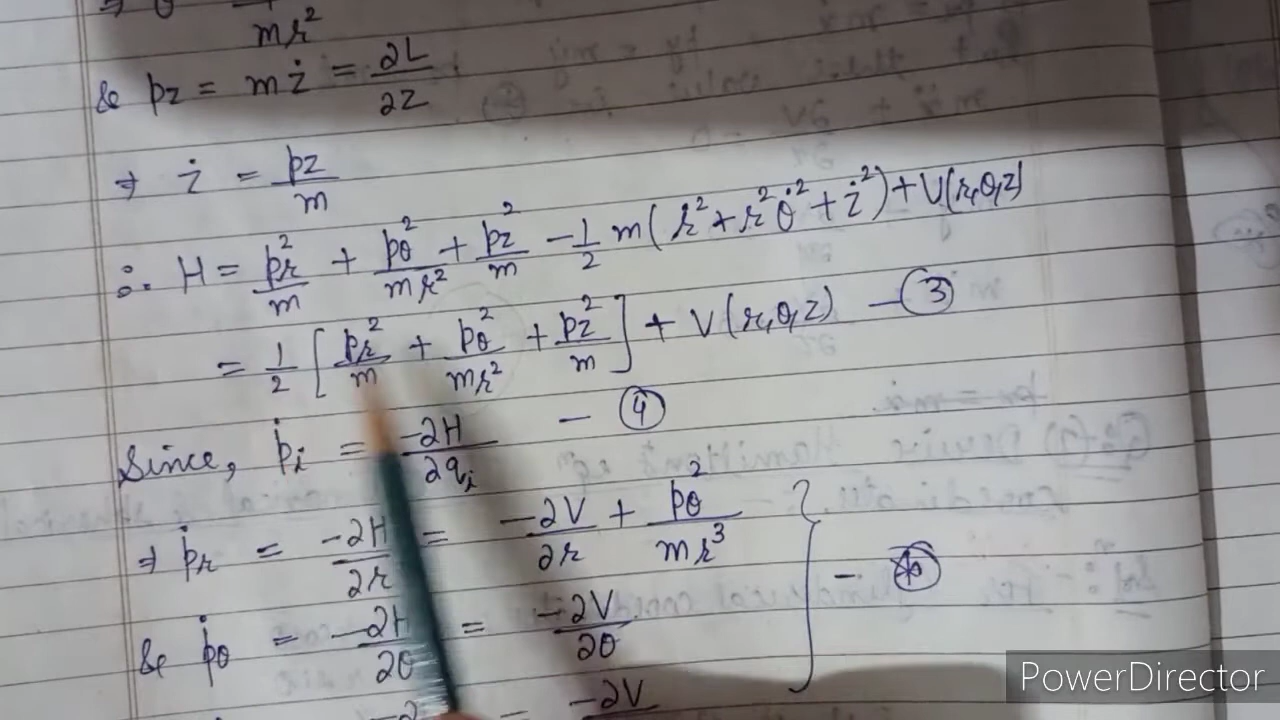 mr²
& pz = mż = ∂L/∂z
⇒ ż = pz/m
∴ H = pr²/m + pθ²/mr² + pz²/m − 1/2 m(ṙ² + r²θ̇² + ż²) + V(r,θ,z)
= 1/2 [pr²/m + pθ²/mr² + pz²/m] + V(r,θ,z) — ③
Since, ṗi = −∂H/∂qi — ④
⇒ ṗr = −∂H/∂r = −∂V/∂r + pθ²/mr³
& ṗθ = −∂H/∂θ = −∂V/∂θ
= −∂V
PowerDirector